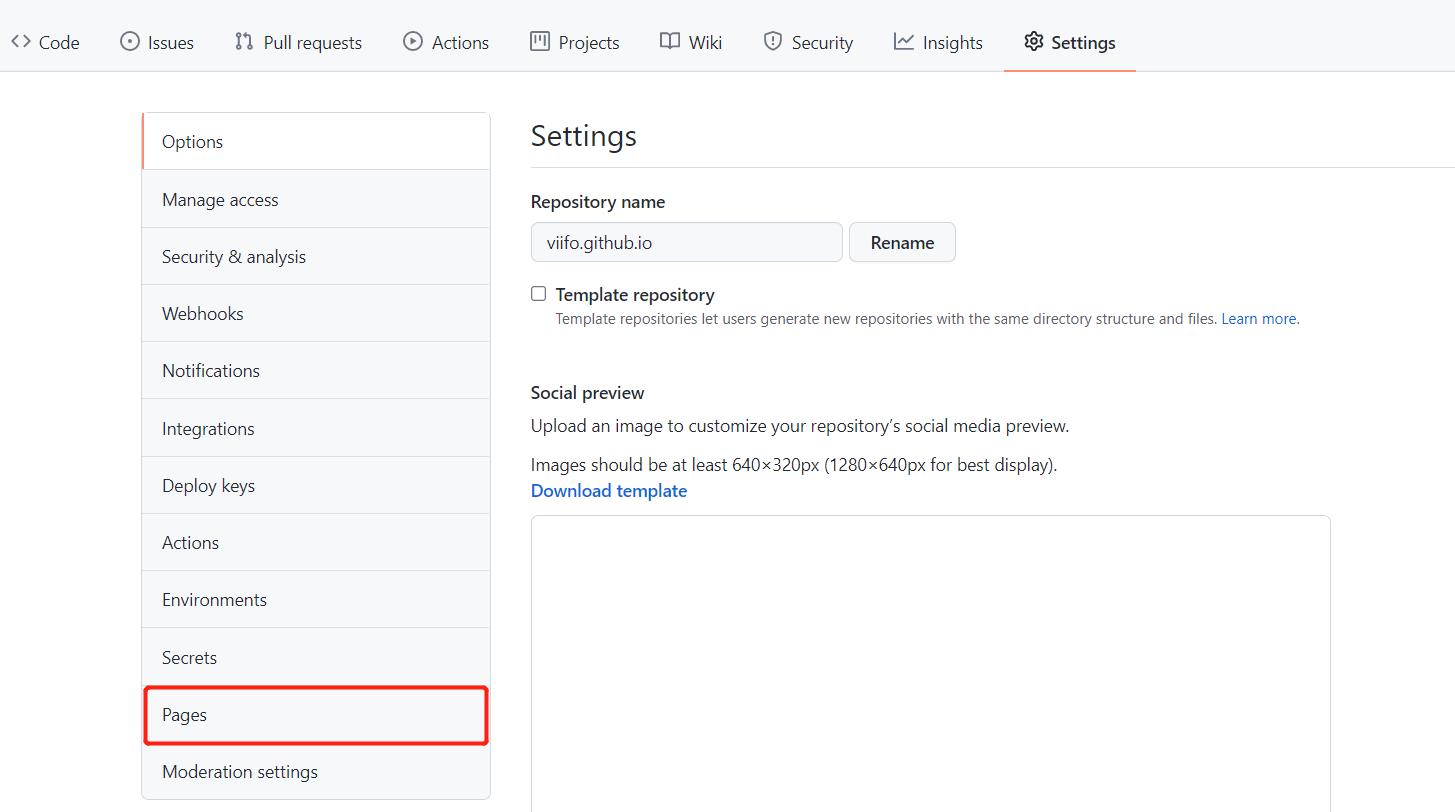 Code Issues Pull requests Actions Projects Wiki Security Insights Settings
Options
Manage access
Security & analysis
Webhooks
Notifications
Integrations
Deploy keys
Actions
Environments
Secrets
Pages
Moderation settings
Settings
Repository name
viifo.github.io Rename
Template repository
Template repositories let users generate new repositories with the same directory structure and files. Learn more.
Social preview
Upload an image to customize your repository’s social media preview.
Images should be at least 640×320px (1280×640px for best display).
Download template